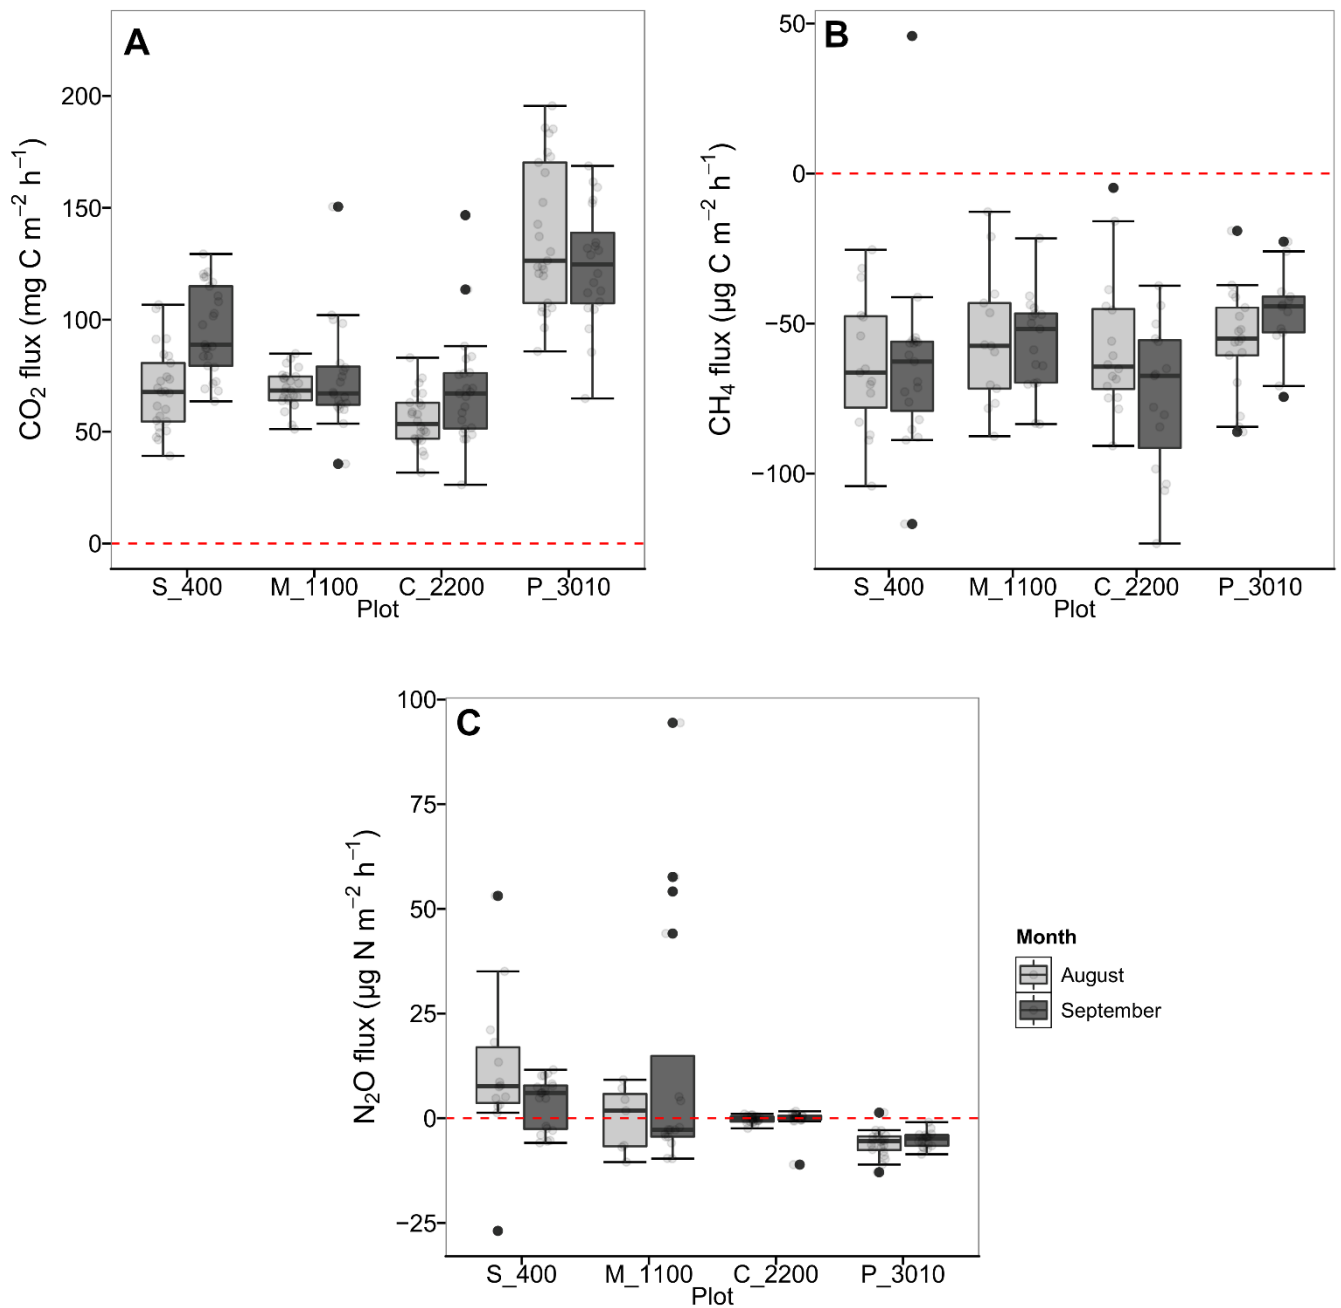 A
CO₂ flux (mg C m⁻² h⁻¹)
200
150
100
50
0
S_400 M_1100 C_2200 P_3010
Plot
B
CH₄ flux (µg C m⁻² h⁻¹)
50
0
−50
−100
S_400 M_1100 C_2200 P_3010
Plot
C
N₂O flux (µg N m⁻² h⁻¹)
100
75
50
25
0
−25
S_400 M_1100 C_2200 P_3010
Plot
Month
August
September